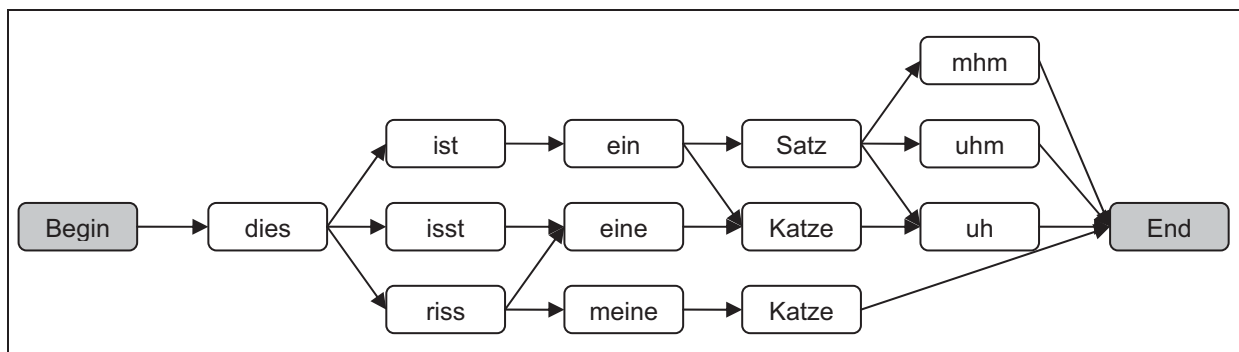 mhm
ist ein Satz uhm
Begin dies isst eine Katze uh End
riss meine Katze